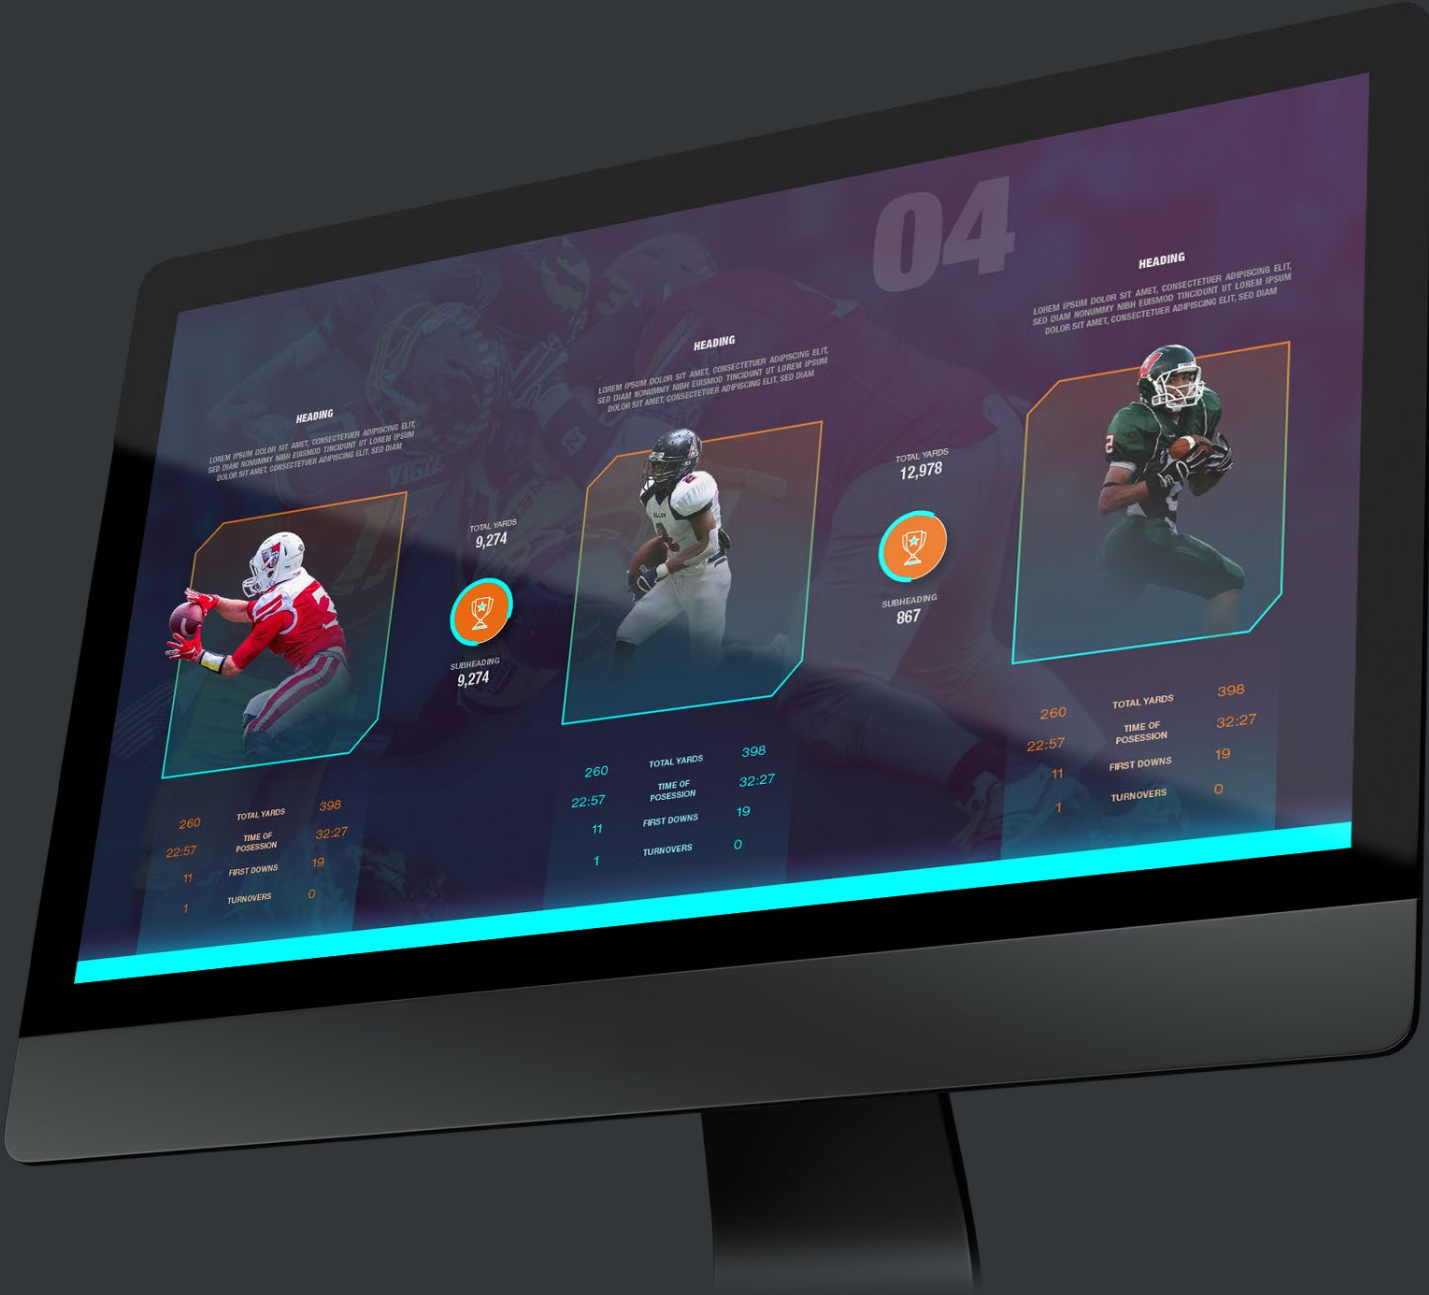 04
HEADING
LOREM IPSUM DOLOR SIT AMET, CONSECTETUER ADIPISCING ELIT,
SED DIAM NONUMMY NIBH EUISMOD TINCIDUNT UT LOREM IPSUM
DOLOR SIT AMET, CONSECTETUER ADIPISCING ELIT, SED DIAM
TOTAL YARDS
9,274
SUBHEADING
9,274
260 TOTAL YARDS 398
22:57 TIME OF
POSESSION 32:27
11 FIRST DOWNS 19
1 TURNOVERS 0
HEADING
LOREM IPSUM DOLOR SIT AMET, CONSECTETUER ADIPISCING ELIT,
SED DIAM NONUMMY NIBH EUISMOD TINCIDUNT UT LOREM IPSUM
DOLOR SIT AMET, CONSECTETUER ADIPISCING ELIT, SED DIAM
TOTAL YARDS
12,978
SUBHEADING
867
260 TOTAL YARDS 398
22:57 TIME OF
POSESSION 32:27
11 FIRST DOWNS 19
1 TURNOVERS 0
HEADING
LOREM IPSUM DOLOR SIT AMET, CONSECTETUER ADIPISCING ELIT,
SED DIAM NONUMMY NIBH EUISMOD TINCIDUNT UT LOREM IPSUM
DOLOR SIT AMET, CONSECTETUER ADIPISCING ELIT, SED DIAM
2
260 TOTAL YARDS 398
22:57 TIME OF
POSESSION 32:27
11 FIRST DOWNS 19
1 TURNOVERS 0